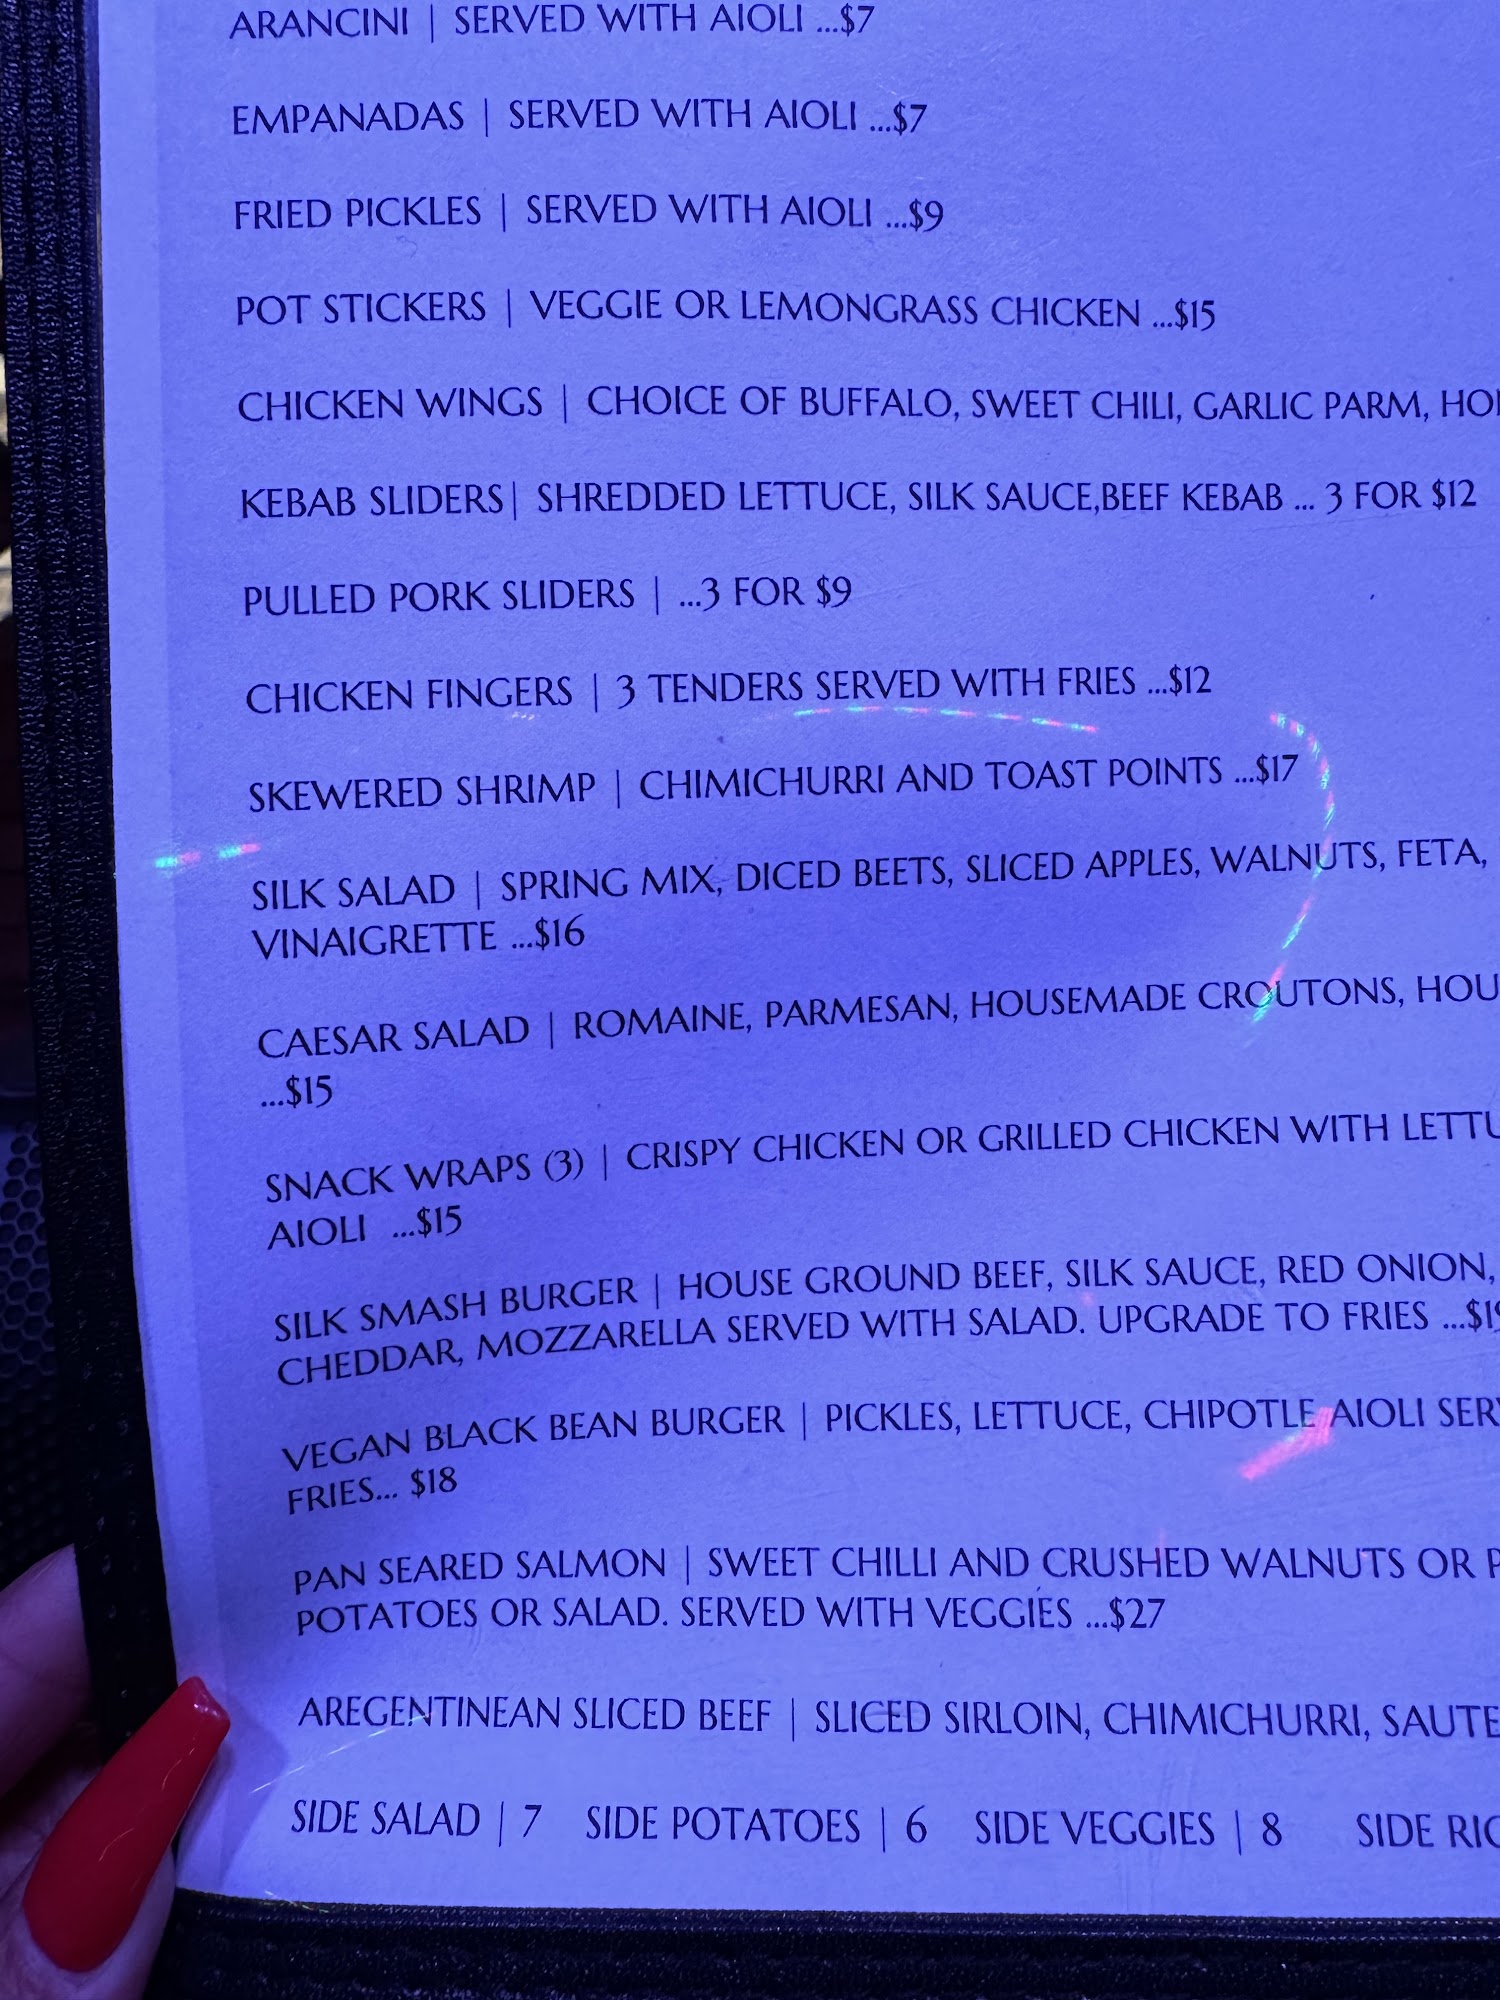 ARANCINI | SERVED WITH AIOLI ...$7
EMPANADAS | SERVED WITH AIOLI ...$7
FRIED PICKLES | SERVED WITH AIOLI ...$9
POT STICKERS | VEGGIE OR LEMONGRASS CHICKEN ...$15
CHICKEN WINGS | CHOICE OF BUFFALO, SWEET CHILI, GARLIC PARM,
KEBAB SLIDERS| SHREDDED LETTUCE, SILK SAUCE,BEEF KEBAB ... 3 FOR $12
PULLED PORK SLIDERS | ...3 FOR $9
CHICKEN FINGERS | 3 TENDERS SERVED WITH FRIES ...$12
SKEWERED SHRIMP | CHIMICHURRI AND TOAST POINTS ...$17
SILK SALAD | SPRING MIX, DICED BEETS, SLICED APPLES, WALNUTS, FETA,
VINAIGRETTE ...$16
CAESAR SALAD | ROMAINE, PARMESAN, HOUSEMADE CROUTONS,
...$15
SNACK WRAPS (3) | CRISPY CHICKEN OR GRILLED CHICKEN WITH
AIOLI ...$15
SILK SMASH BURGER | HOUSE GROUND BEEF, SILK SAUCE, RED ONION,
CHEDDAR, MOZZARELLA SERVED WITH SALAD. UPGRADE TO FRIES
VEGAN BLACK BEAN BURGER | PICKLES, LETTUCE, CHIPOTLE AIOLI
FRIES... $18
PAN SEARED SALMON | SWEET CHILLI AND CRUSHED WALNUTS OR
POTATOES OR SALAD. SERVED WITH VEGGIES ...$27
AREGENTINEAN SLICED BEEF | SLICED SIRLOIN, CHIMICHURRI,
SIDE SALAD | 7 SIDE POTATOES | 6 SIDE VEGGIES | 8 SIDE